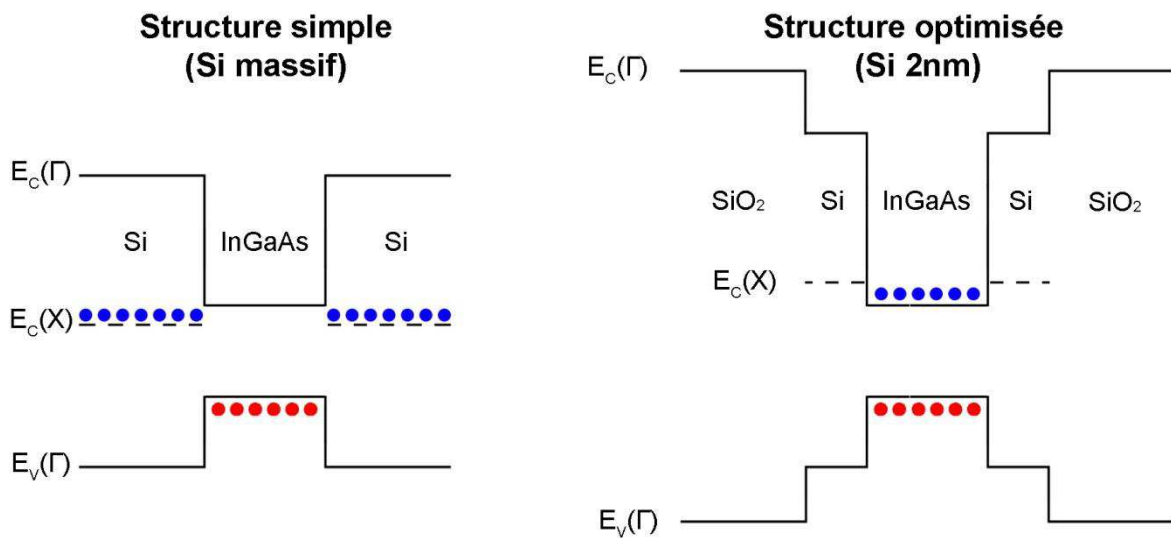 Structure simple
(Si massif)
E_C(Γ)
Si
InGaAs
Si
E_C(X)
E_V(Γ)
Structure optimisée
(Si 2nm)
E_C(Γ)
SiO₂
Si
InGaAs
Si
SiO₂
E_C(X)
E_V(Γ)